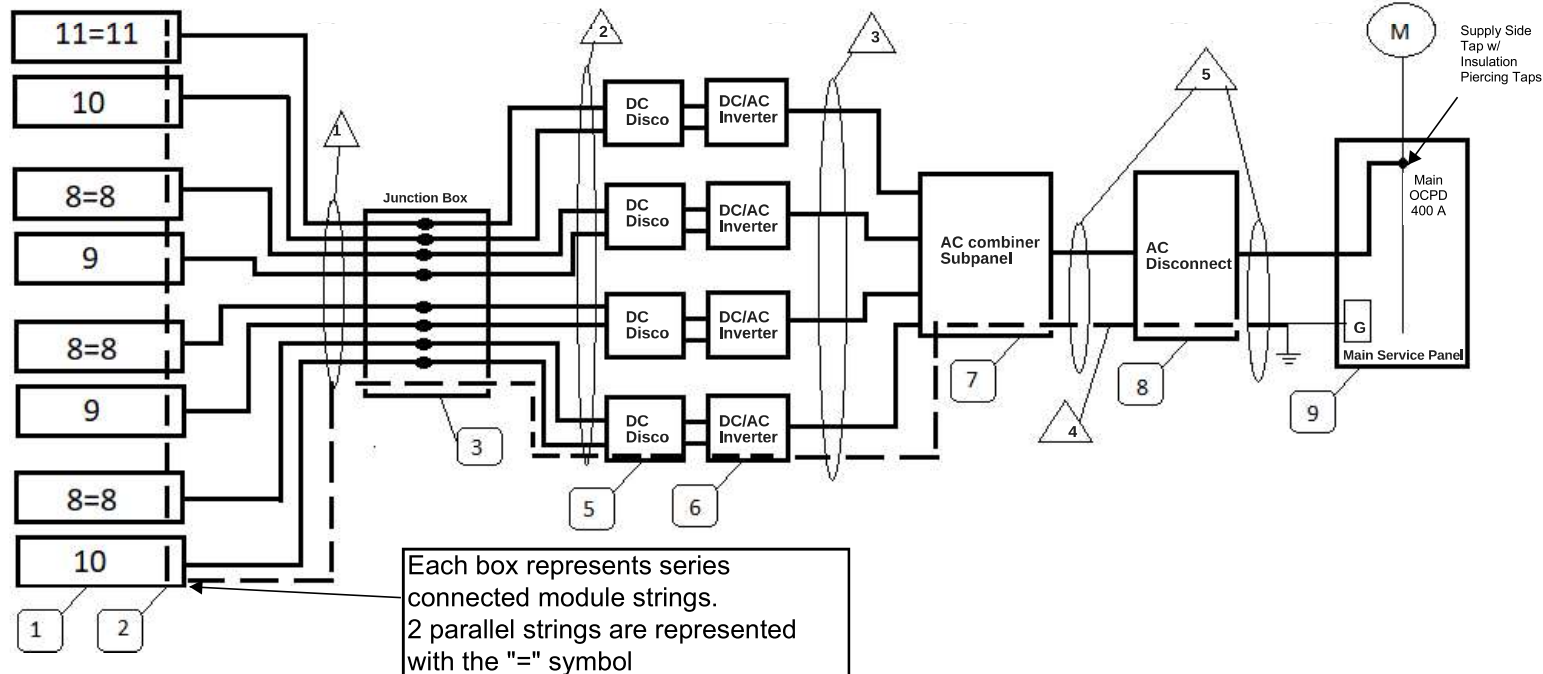 11=11
10
8=8
9
8=8
9
8=8
10
1
2
Each box represents series
connected module strings.
2 parallel strings are represented
with the "=" symbol
1
Junction Box
3
2
DC
Disco
DC/AC
Inverter
DC
Disco
DC/AC
Inverter
DC
Disco
DC/AC
Inverter
DC
Disco
DC/AC
Inverter
5
6
3
AC combiner
Subpanel
7
4
5
AC
Disconnect
8
M
Supply Side
Tap w/
Insulation
Piercing Taps
Main
OCPD
400 A
G
Main Service Panel
9